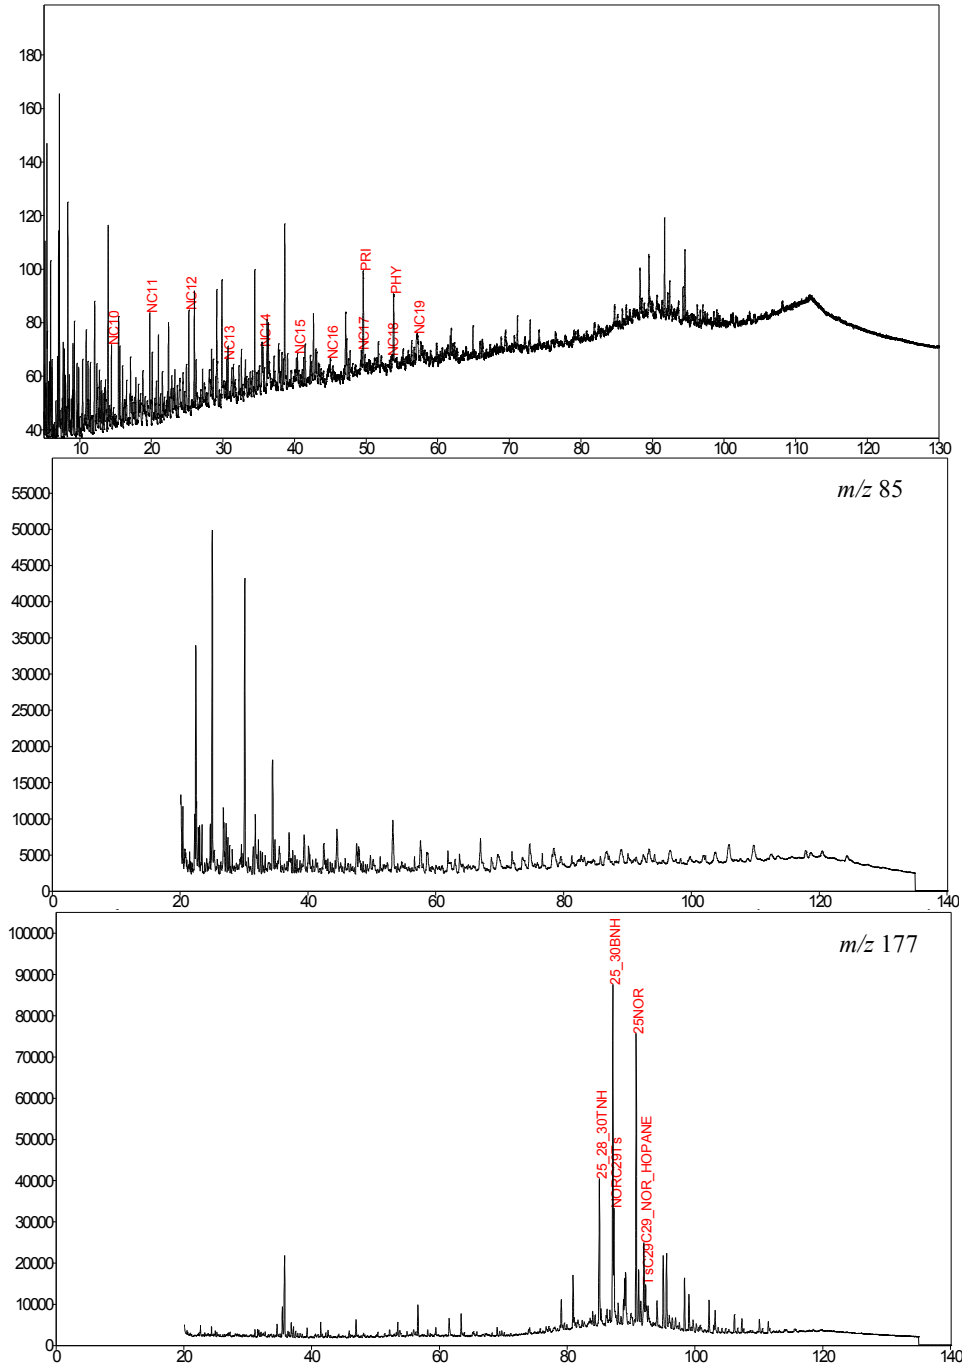 180
160
140
120
100
80
60
40
NC10
NC11
NC12
NC13
NC14
NC15
NC16
NC17
PRI
NC18
PHY
NC19
10 20 30 40 50 60 70 80 90 100 110 120 130
m/z 85
55000
50000
45000
40000
35000
30000
25000
20000
15000
10000
5000
0
0 20 40 60 80 100 120 140
m/z 177
100000
90000
80000
70000
60000
50000
40000
30000
20000
10000
0
25_28_30TNH
25_30BNH
NORC29Ts
25NOR
TsC29C29_NOR_HOPANE
0 20 40 60 80 100 120 140